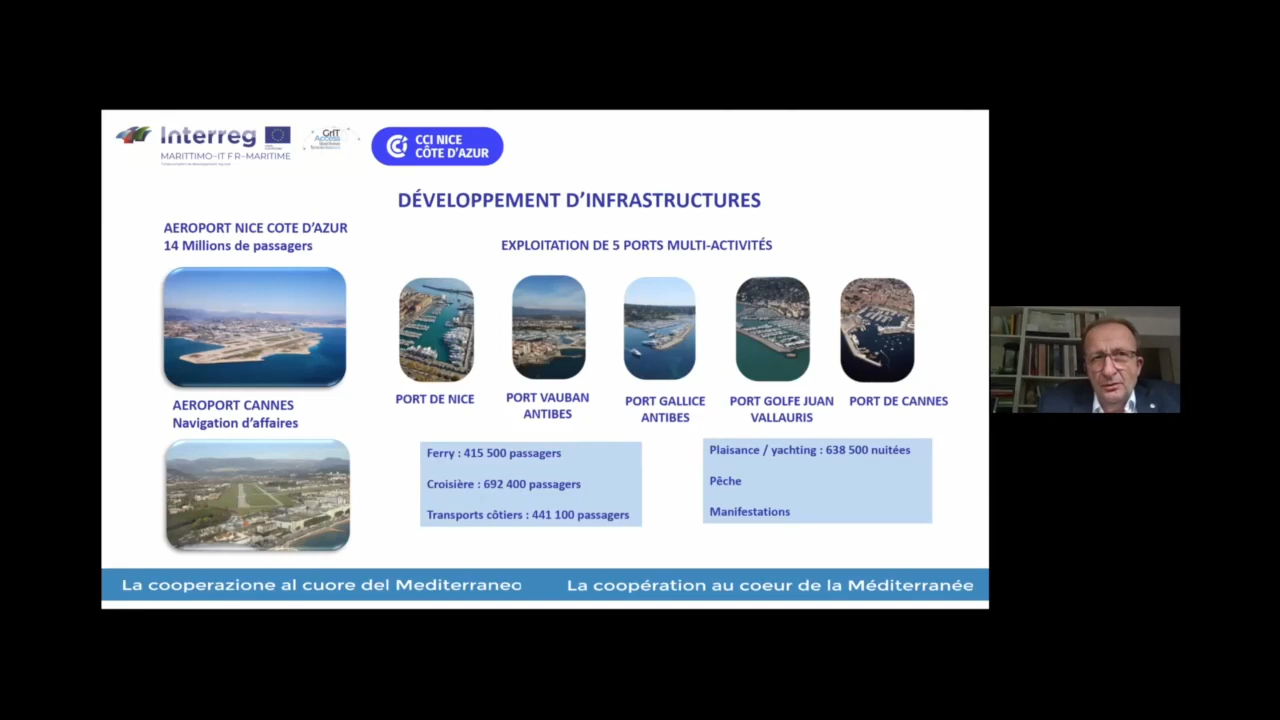 Interreg
MARITTIMO-IT FR-MARITIME
GrIT
Access
CCI NICE
CÔTE D'AZUR
DÉVELOPPEMENT D'INFRASTRUCTURES
AEROPORT NICE COTE D'AZUR
14 Millions de passagers
EXPLOITATION DE 5 PORTS MULTI-ACTIVITÉS
PORT DE NICE
PORT VAUBAN
ANTIBES
PORT GALLICE
ANTIBES
PORT GOLFE JUAN
VALLAURIS
PORT DE CANNES
AEROPORT CANNES
Navigation d'affaires
Ferry : 415 500 passagers
Croisière : 692 400 passagers
Transports côtiers : 441 100 passagers
Plaisance / yachting : 638 500 nuitées
Pêche
Manifestations
La cooperazione al cuore del Mediterraneo
La coopération au coeur de la Méditerranée